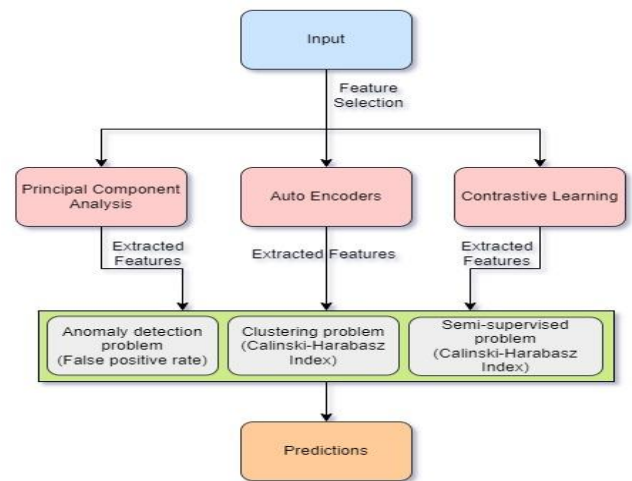 Input
Feature
Selection
Principal Component
Analysis
Auto Encoders
Contrastive Learning
Extracted
Features
Extracted Features
Extracted
Features
Anomaly detection
problem
(False positive rate)
Clustering problem
(Calinski-Harabasz
Index)
Semi-supervised
problem
(Calinski-Harabasz
Index)
Predictions